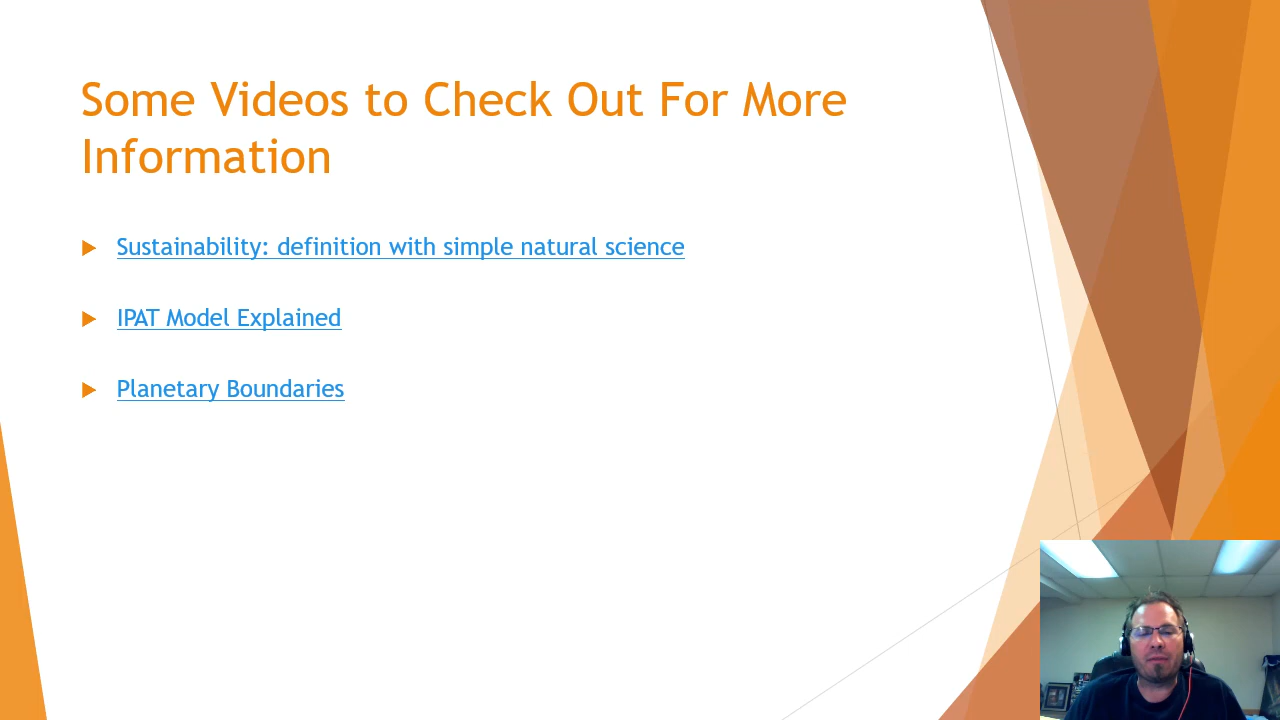 Some Videos to Check Out For More
Information
Sustainability: definition with simple natural science
IPAT Model Explained
Planetary Boundaries